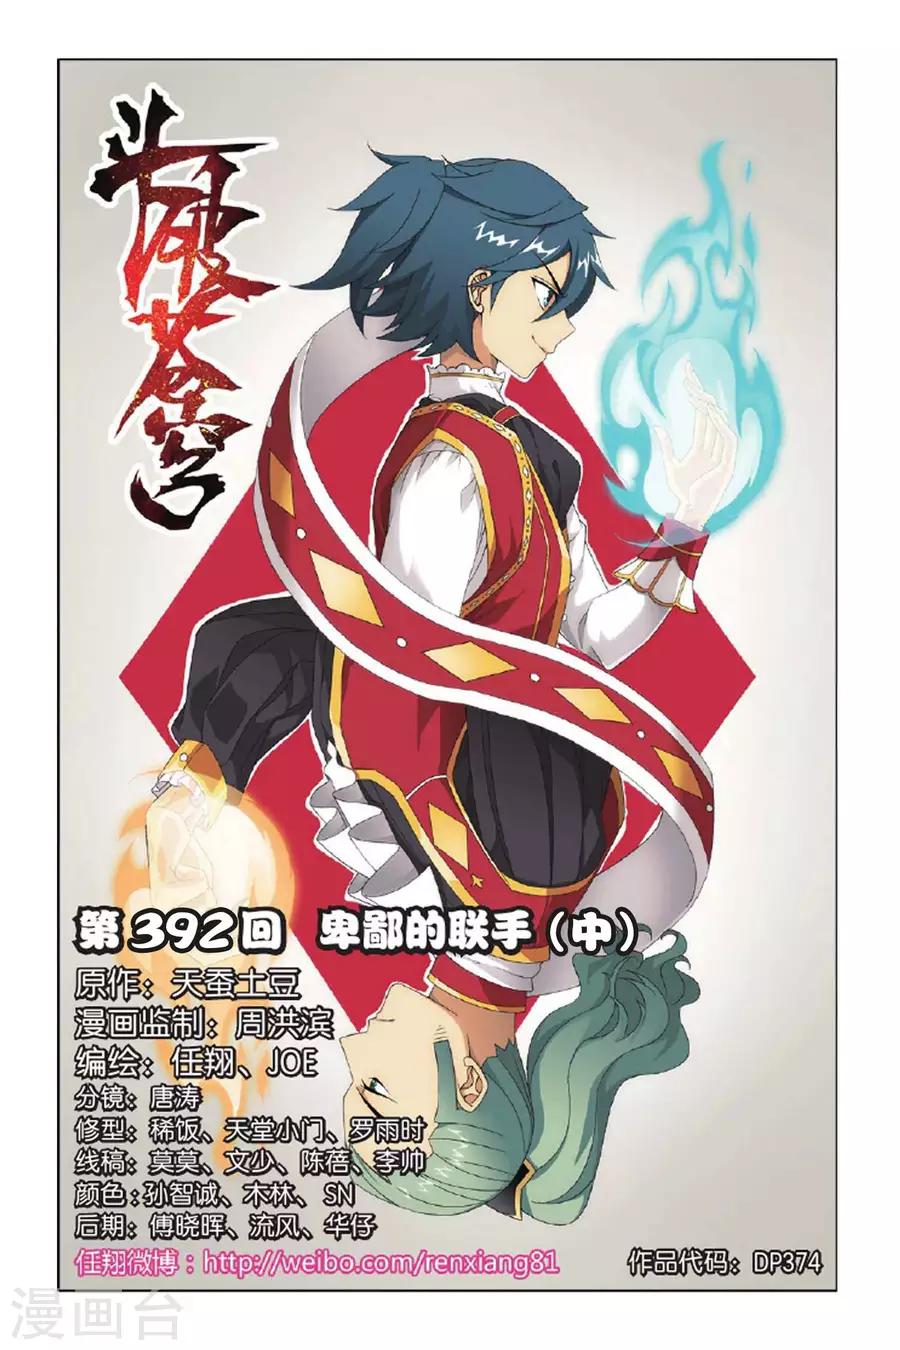 斗破苍穹
第392回 卑鄙的联手(中)
原作：天蚕土豆
漫画监制：周洪滨
编绘：任翔、JOE
分镜：唐涛
修型：稀饭、天堂小门、罗雨时
线稿：莫莫、文少、陈蓓、李帅
颜色：孙智诚、木林、SN
后期：傅晓晖、流风、华仔
任翔微博：http://weibo.com/renxiang81 作品代码：DP374
漫画台